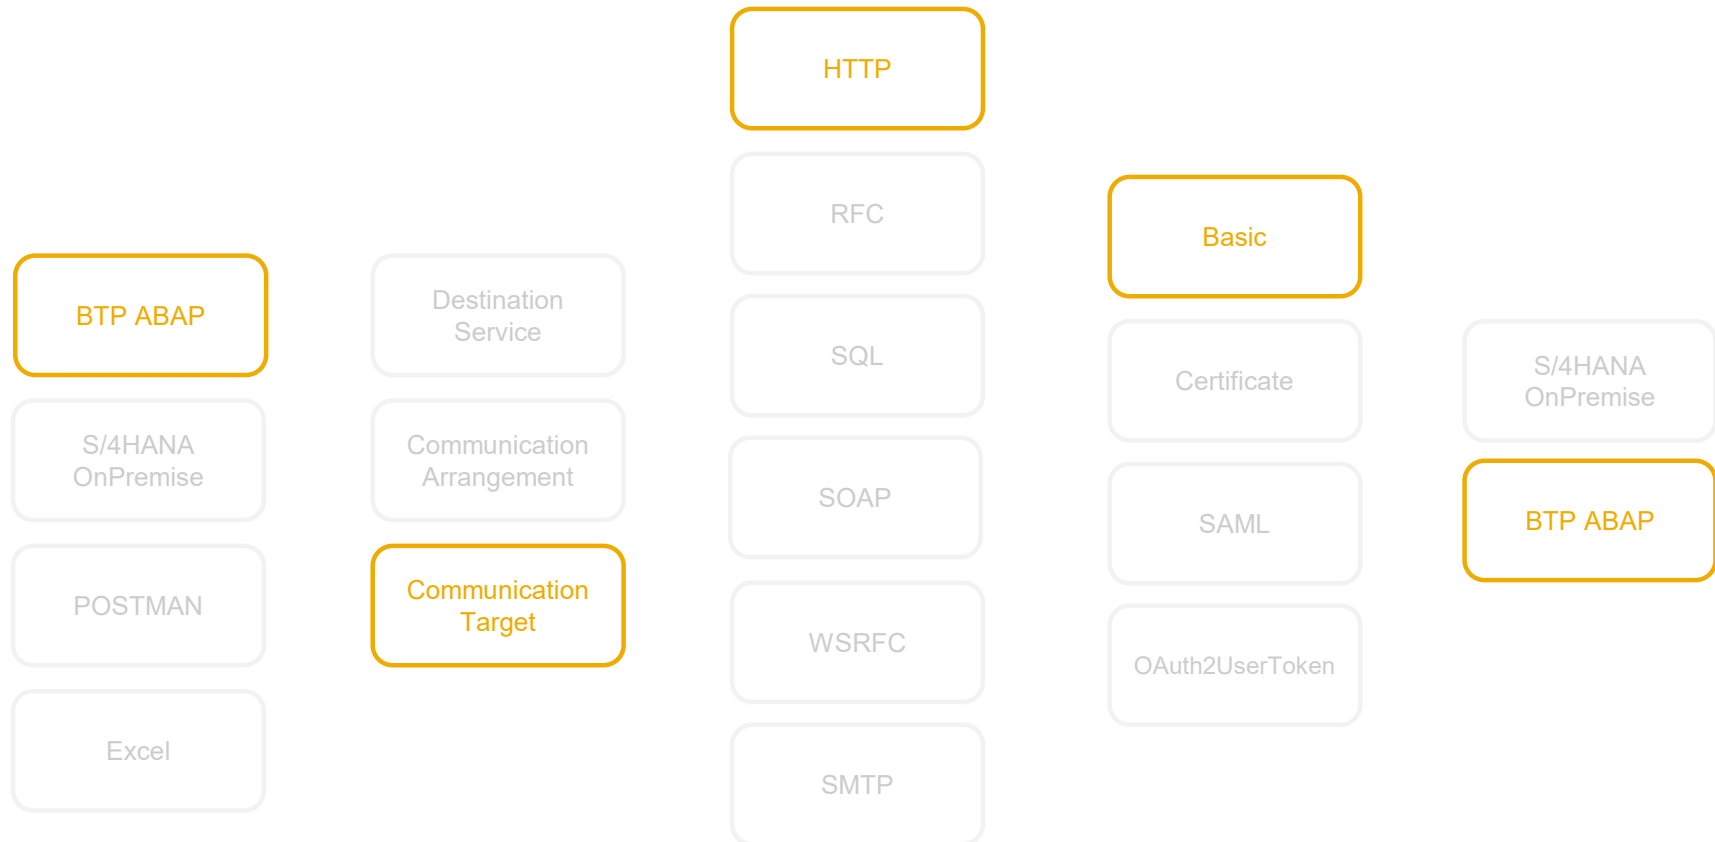 BTP ABAP
S/4HANA
OnPremise
POSTMAN
Excel
Destination
Service
Communication
Arrangement
Communication
Target
HTTP
RFC
SQL
SOAP
WSRFC
SMTP
Basic
Certificate
SAML
OAuth2UserToken
S/4HANA
OnPremise
BTP ABAP